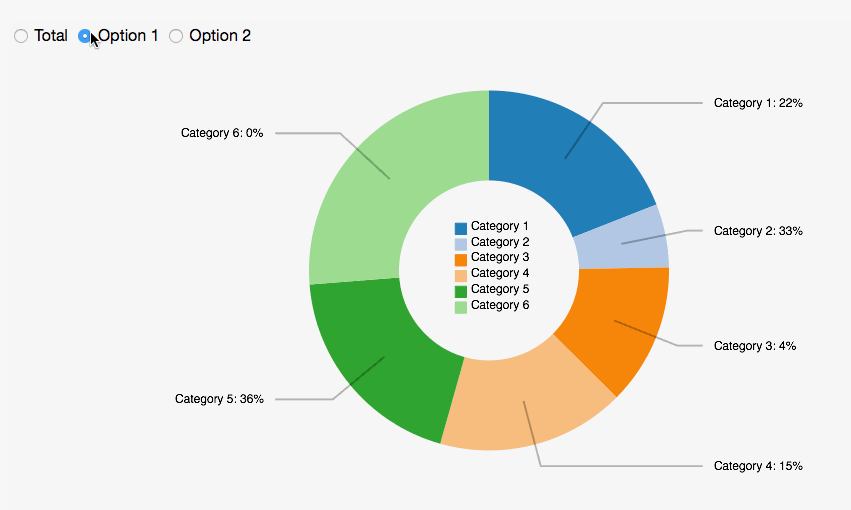 Total Option 1 Option 2
Category 1: 22%
Category 6: 0%
Category 2: 33%
Category 1
Category 2
Category 3
Category 4
Category 5
Category 6
Category 3: 4%
Category 5: 36%
Category 4: 15%